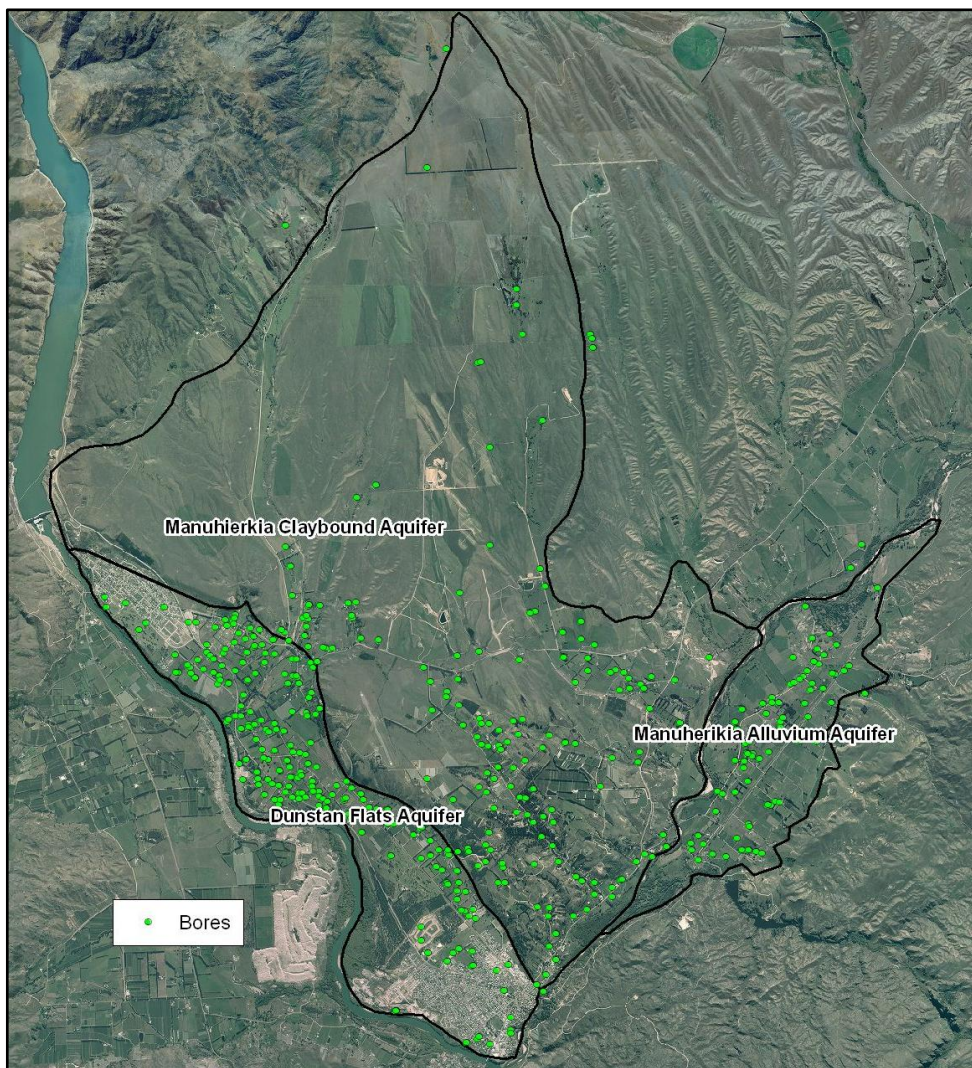 Manuhierkia Claybound Aquifer
Manuherikia Alluvium Aquifer
Dunstan Flats Aquifer
Bores